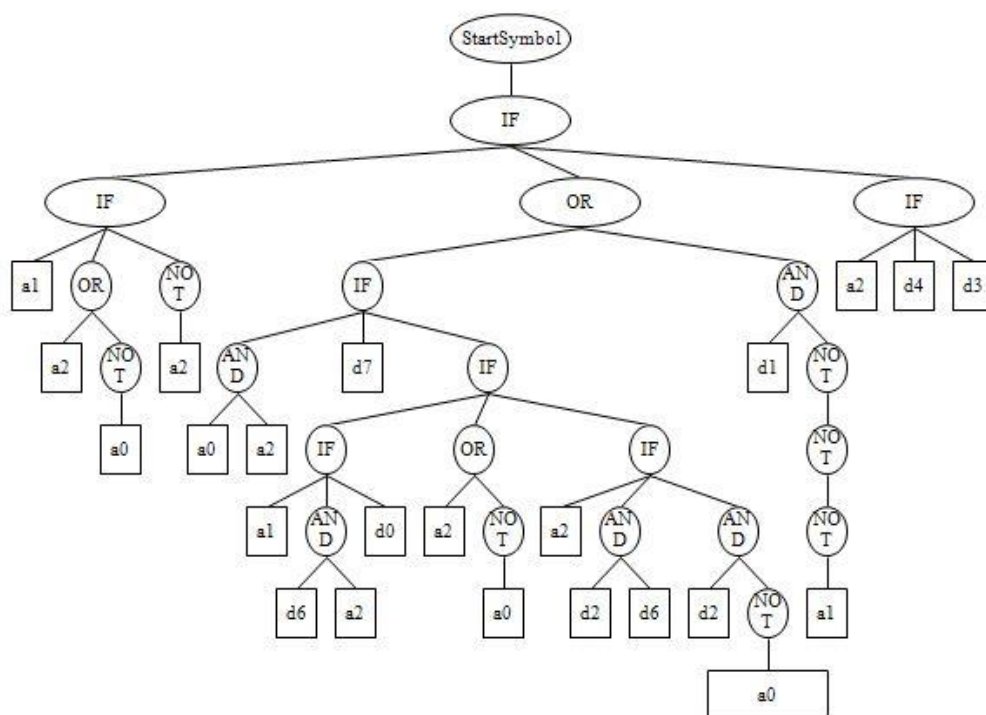 StartSymbol
IF
IF OR IF
a1 OR NO
T IF AN
D a2 d4 d3
a2 NO
T a2 AN
D d7 IF d1 NO
T
a0 a0 a2 IF OR IF NO
T
a1 AN
D d0 a2 NO
T a2 AN
D AN
D NO
T
d6 a2 a0 d2 d6 d2 NO
T a1
a0